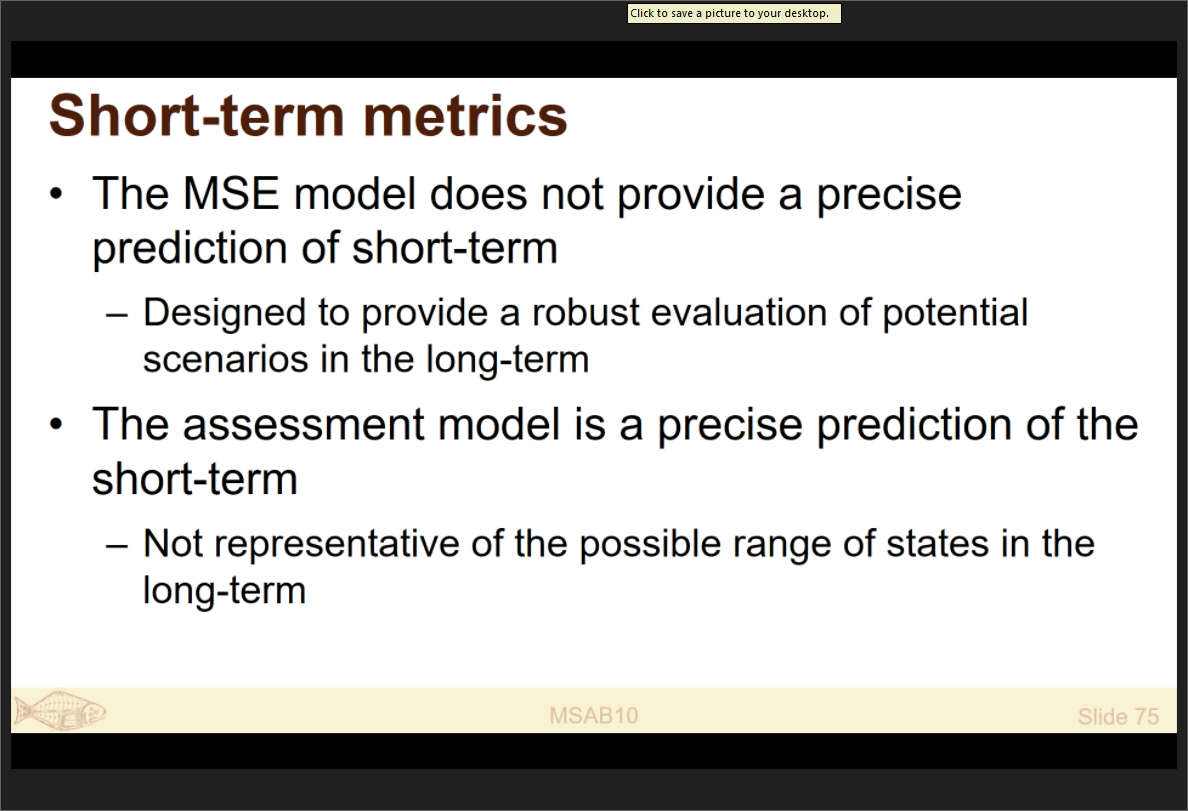 Click to save a picture to your desktop.
Short-term metrics
• The MSE model does not provide a precise
prediction of short-term
– Designed to provide a robust evaluation of potential
scenarios in the long-term
• The assessment model is a precise prediction of the
short-term
– Not representative of the possible range of states in the
long-term
MSAB10
Slide 75